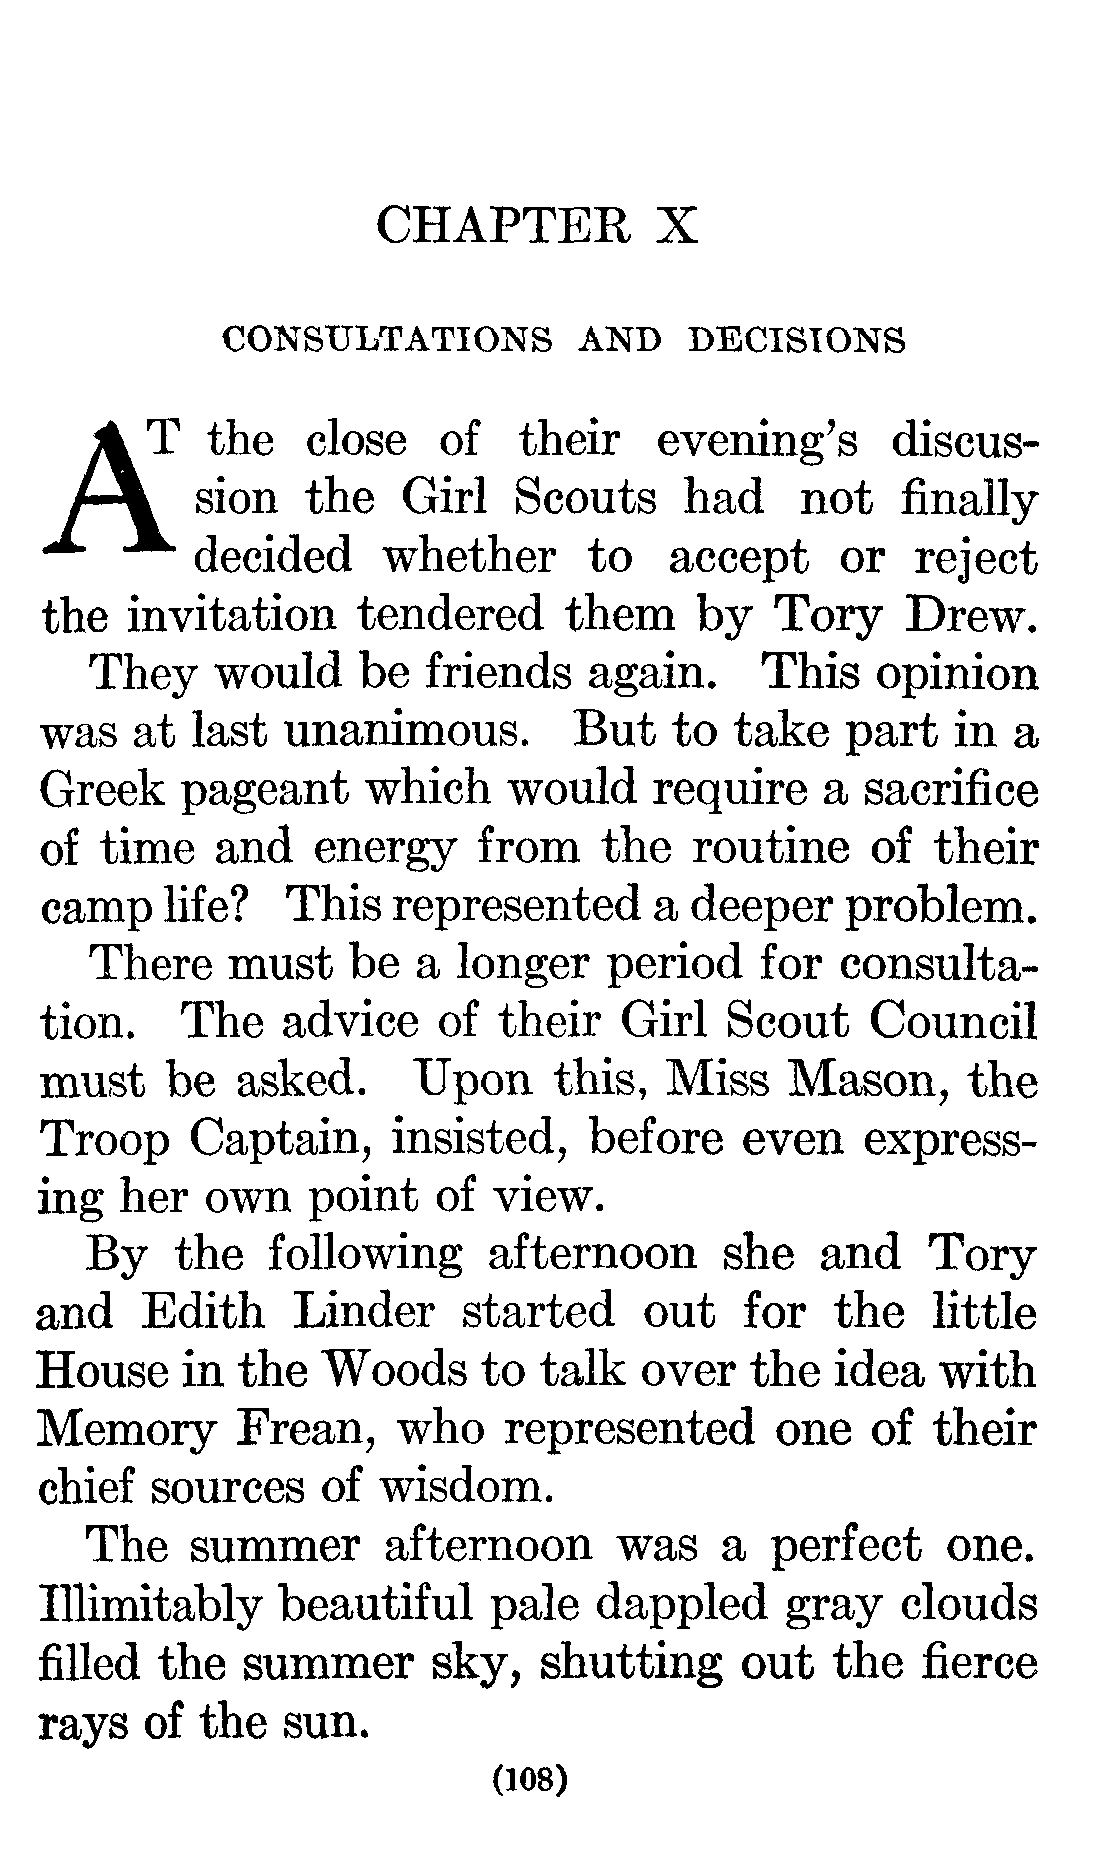 CHAPTER X
CONSULTATIONS AND DECISIONS
AT the close of their evening's discus-
sion the Girl Scouts had not finally
decided whether to accept or reject
the invitation tendered them by Tory Drew.
They would be friends again. This opinion
was at last unanimous. But to take part in a
Greek pageant which would require a sacrifice
of time and energy from the routine of their
camp life? This represented a deeper problem.
There must be a longer period for consulta-
tion. The advice of their Girl Scout Council
must be asked. Upon this, Miss Mason, the
Troop Captain, insisted, before even express-
ing her own point of view.
By the following afternoon she and Tory
and Edith Linder started out for the little
House in the Woods to talk over the idea with
Memory Frean, who represented one of their
chief sources of wisdom.
The summer afternoon was a perfect one.
Illimitably beautiful pale dappled gray clouds
filled the summer sky, shutting out the fierce
rays of the sun.
(108)